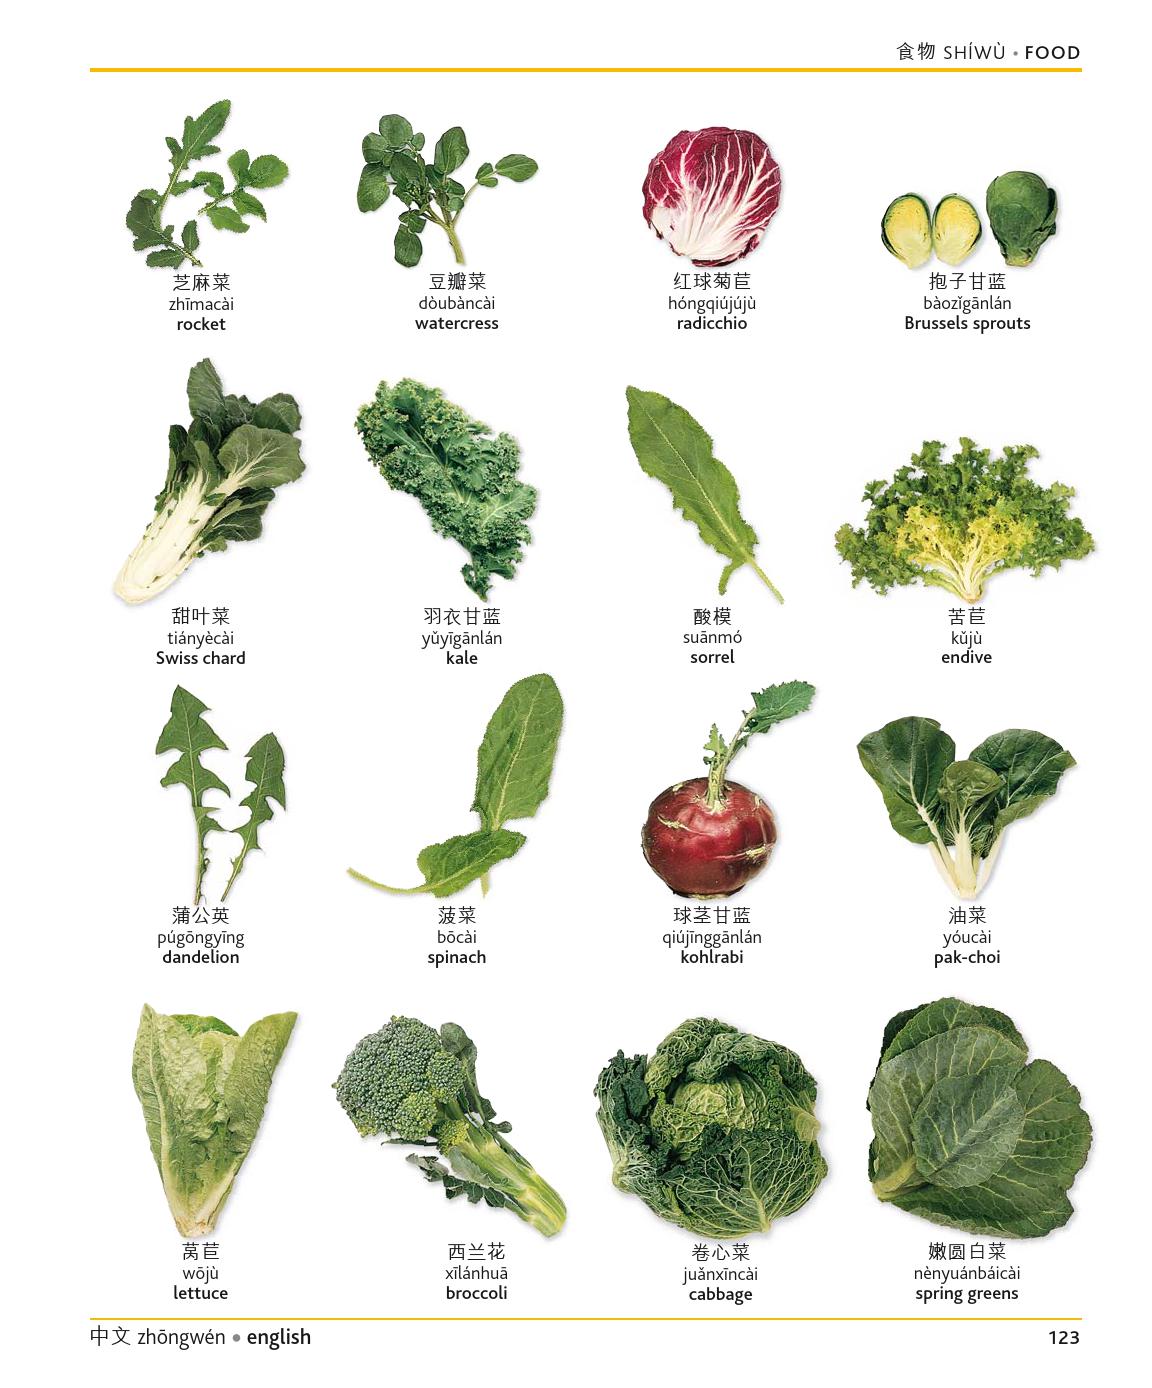 食物 SHÍWÙ • FOOD
芝麻菜
zhīmacài
rocket
豆瓣菜
dòubàncài
watercress
红球菊苣
hóngqiújújù
radicchio
抱子甘蓝
bàozǐgānlán
Brussels sprouts
甜叶菜
tiányècài
Swiss chard
羽衣甘蓝
yǔyīgānlán
kale
酸模
suānmó
sorrel
苦苣
kǔjù
endive
蒲公英
púgōngyīng
dandelion
菠菜
bōcài
spinach
球茎甘蓝
qiújīnggānlán
kohlrabi
油菜
yóucài
pak-choi
莴苣
wōjù
lettuce
西兰花
xīlánhuā
broccoli
卷心菜
juǎnxīncài
cabbage
嫩圆白菜
nènyuánbáicài
spring greens
中文 zhōngwén • english
123